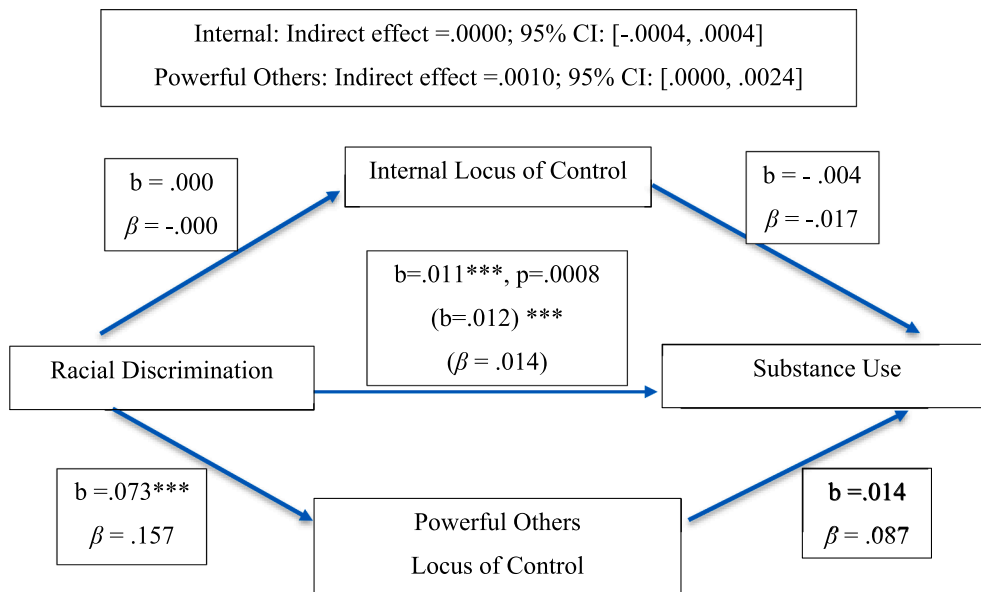 Internal: Indirect effect =.0000; 95% CI: [-.0004, .0004]
Powerful Others: Indirect effect =.0010; 95% CI: [.0000, .0024]
b = .000
β = -.000
Internal Locus of Control
b = - .004
β = -.017
b=.011***, p=.0008
(b=.012) ***
(β = .014)
Racial Discrimination
Substance Use
b =.073***
β = .157
Powerful Others
Locus of Control
b =.014
β = .087